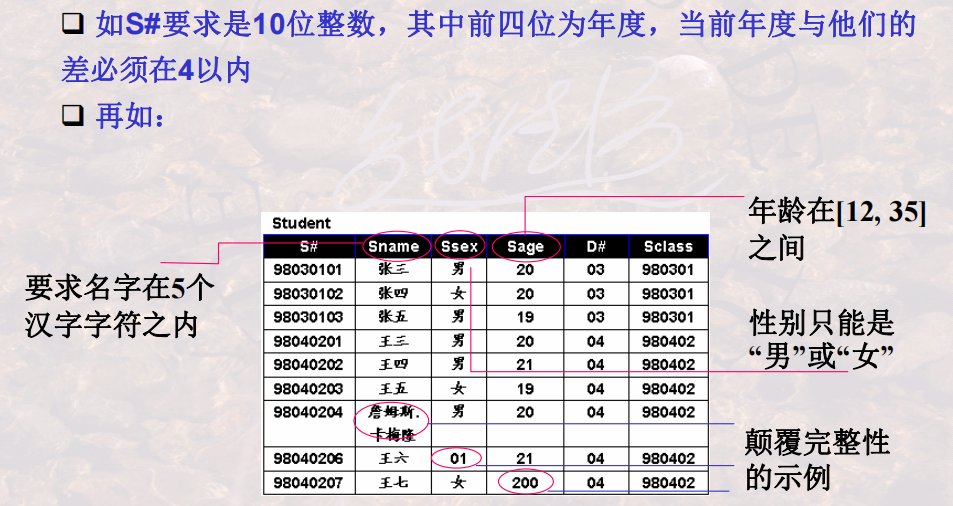 ❑ 如S#要求是10位整数，其中前四位为年度，当前年度与他们的
差必须在4以内
❑ 再如：
年龄在[12, 35]
之间
要求名字在5个
汉字字符之内
性别只能是
“男”或“女”
颠覆完整性
的示例
Student
S# Sname Ssex Sage D# Sclass
98030101 张三 男 20 03 980301
98030102 张四 女 20 03 980301
98030103 张五 男 19 03 980301
98040201 王三 男 20 04 980402
98040202 王四 男 21 04 980402
98040203 王五 女 19 04 980402
98040204 詹姆斯. 男 20 04 980402
卡梅隆
98040206 王六 01 21 04 980402
98040207 王七 女 200 04 980402